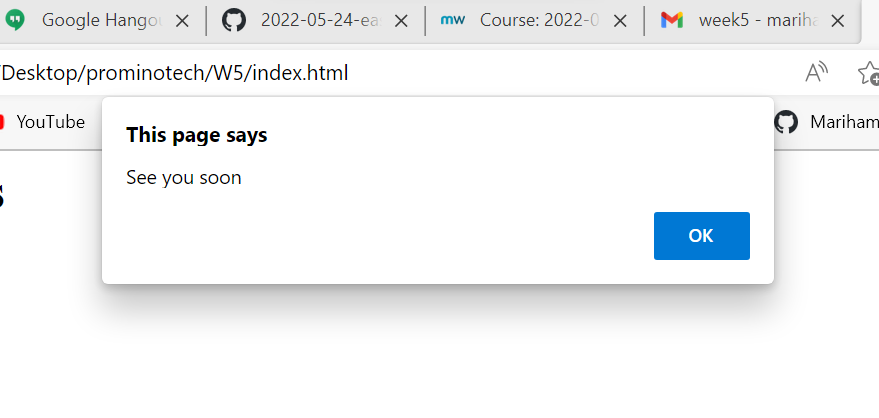 Google Hango
2022-05-24-ea
mw
Course: 2022-0
week5 - mariha
/Desktop/prominotech/W5/index.html
YouTube
Mariham
This page says
See you soon
s
OK